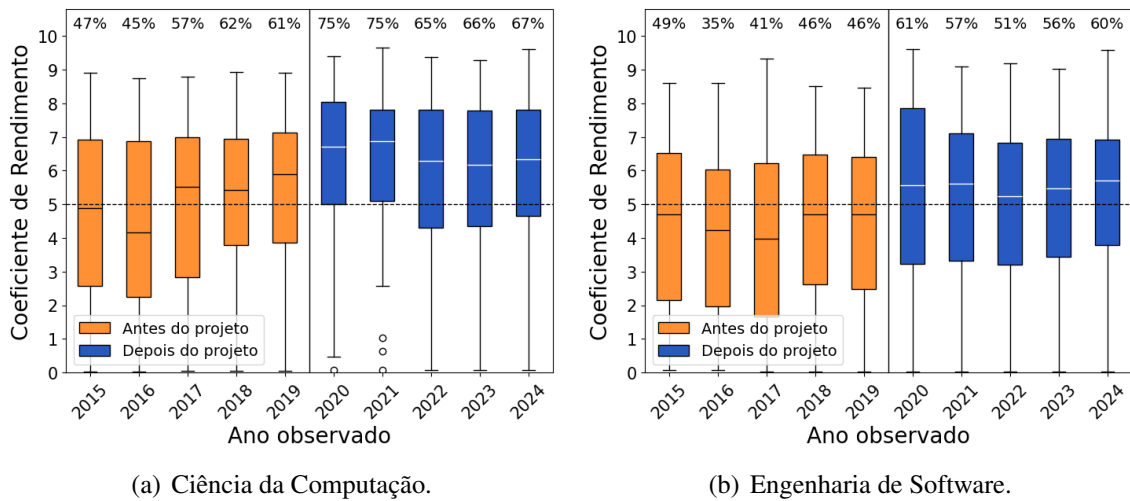 47% 45% 57% 62% 61% 75% 75% 65% 66% 67%
10
9
8
7
6
5
4
3
2
1
0
Coeficiente de Rendimento
Antes do projeto
Depois do projeto
2015 2016 2017 2018 2019 2020 2021 2022 2023 2024
Ano observado
(a) Ciência da Computação.
49% 35% 41% 46% 46% 61% 57% 51% 56% 60%
10
9
8
7
6
5
4
3
2
1
0
Coeficiente de Rendimento
Antes do projeto
Depois do projeto
2015 2016 2017 2018 2019 2020 2021 2022 2023 2024
Ano observado
(b) Engenharia de Software.